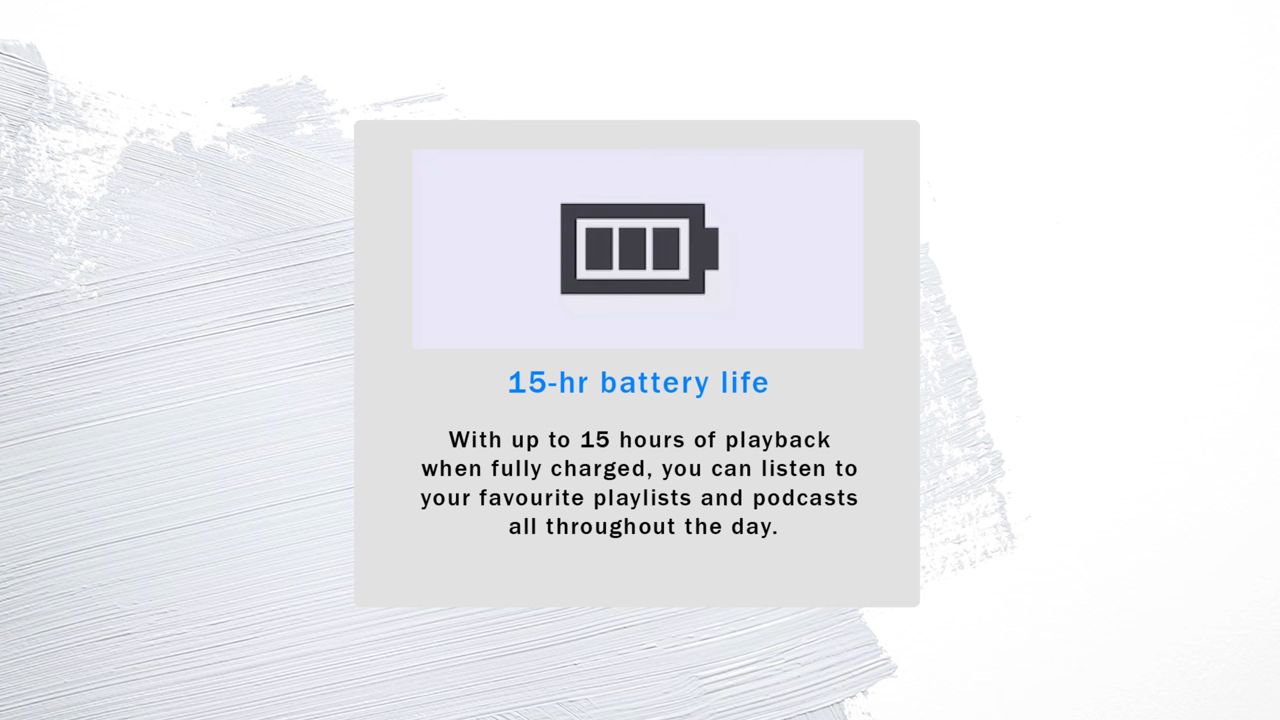 15-hr battery life
With up to 15 hours of playback
when fully charged, you can listen to
your favourite playlists and podcasts
all throughout the day.